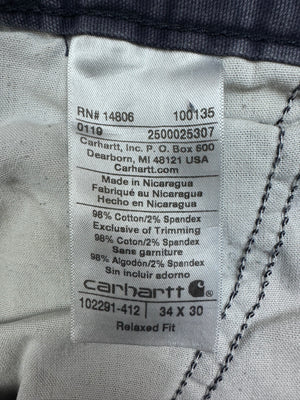 RN# 14806 100135
0119 2500025307
Carhartt, Inc. P.O. Box 600
Dearborn, MI 48121 USA
Carhartt.com
Made in Nicaragua
Fabriqué au Nicaragua
Hecho en Nicaragua
98% Cotton/2% Spandex
Exclusive of Trimming
98% Coton/2% Spandex
Sans garniture
98% Algodón/2% Spandex
Sin incluir adorno
carhartt
102291-412 34 X 30
Relaxed Fit